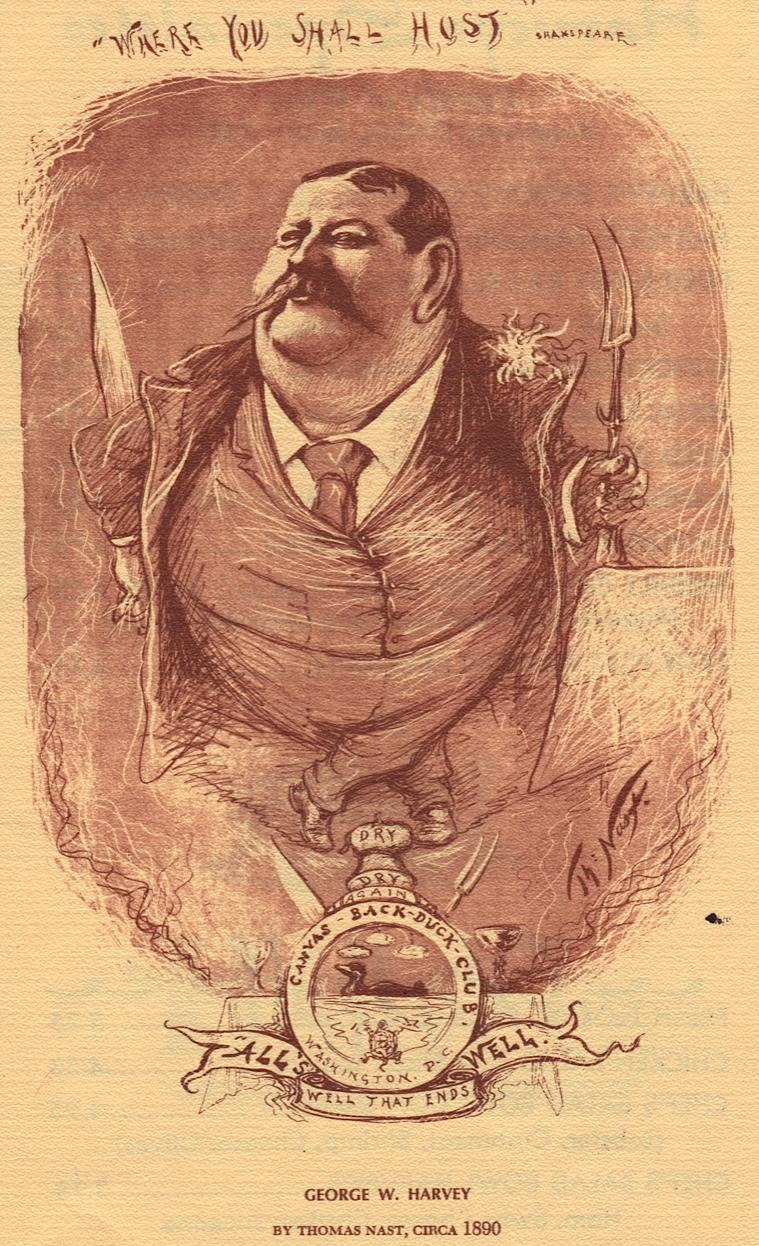 "WHERE YOU SHALL HOST" SHAKSPEARE
Th: Nast.
DRY
DRY
AGAIN
CANVAS-BACK-DUCK-CLUB.
WASHINGTON. D.C.
"ALL'S
WELL THAT ENDS
WELL."
GEORGE W. HARVEY
BY THOMAS NAST, CIRCA 1890